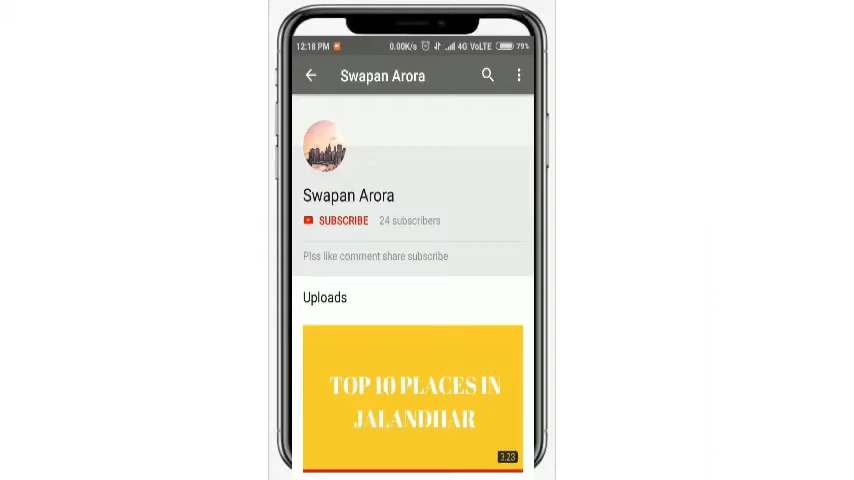 12:18 PM 0.00K/s 4G VoLTE 79%
Swapan Arora
Swapan Arora
SUBSCRIBE 24 subscribers
Plss like comment share subscribe
Uploads
TOP 10 PLACES IN
JALANDHAR
3:23